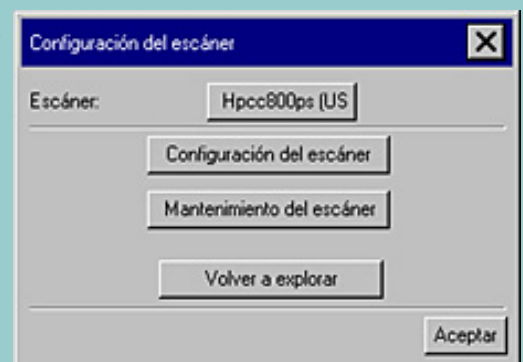 Configuración del escáner
Escáner: Hpcc800ps (US
Configuración del escáner
Mantenimiento del escáner
Volver a explorar
Aceptar